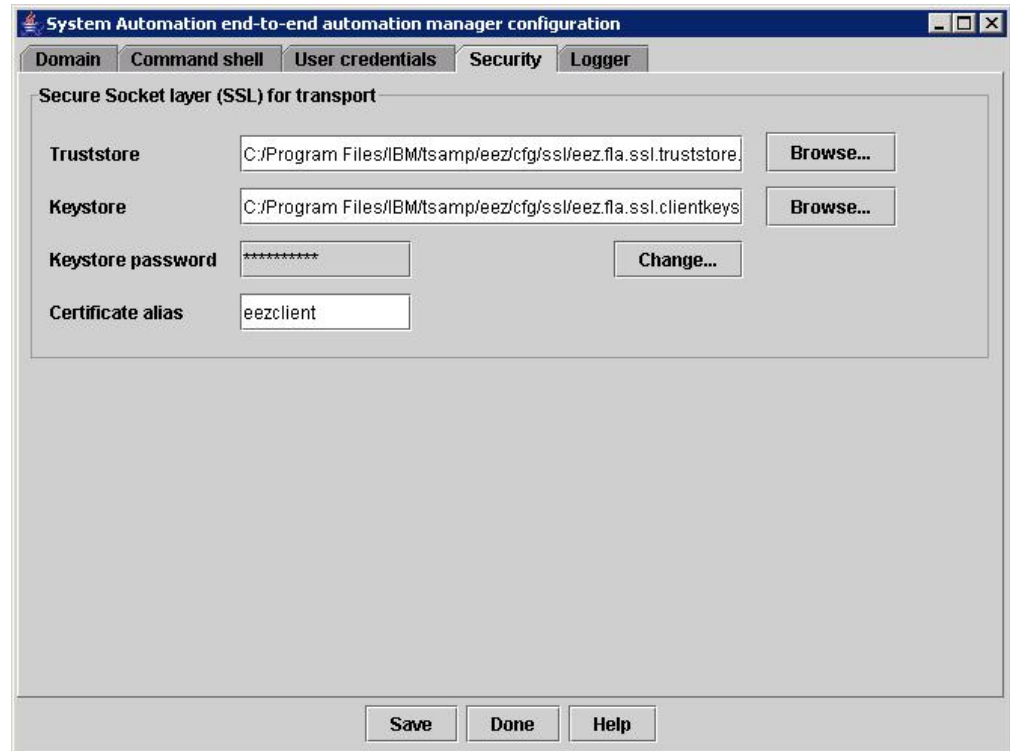 System Automation end-to-end automation manager configuration
Domain Command shell User credentials Security Logger
Secure Socket layer (SSL) for transport
Truststore C:/Program Files/IBM/tsamp/eez/cfg/ssl/eez.fla.ssl.truststore. Browse...
Keystore C:/Program Files/IBM/tsamp/eez/cfg/ssl/eez.fla.ssl.clientkeys Browse...
Keystore password ********** Change...
Certificate alias eezclient
Save Done Help